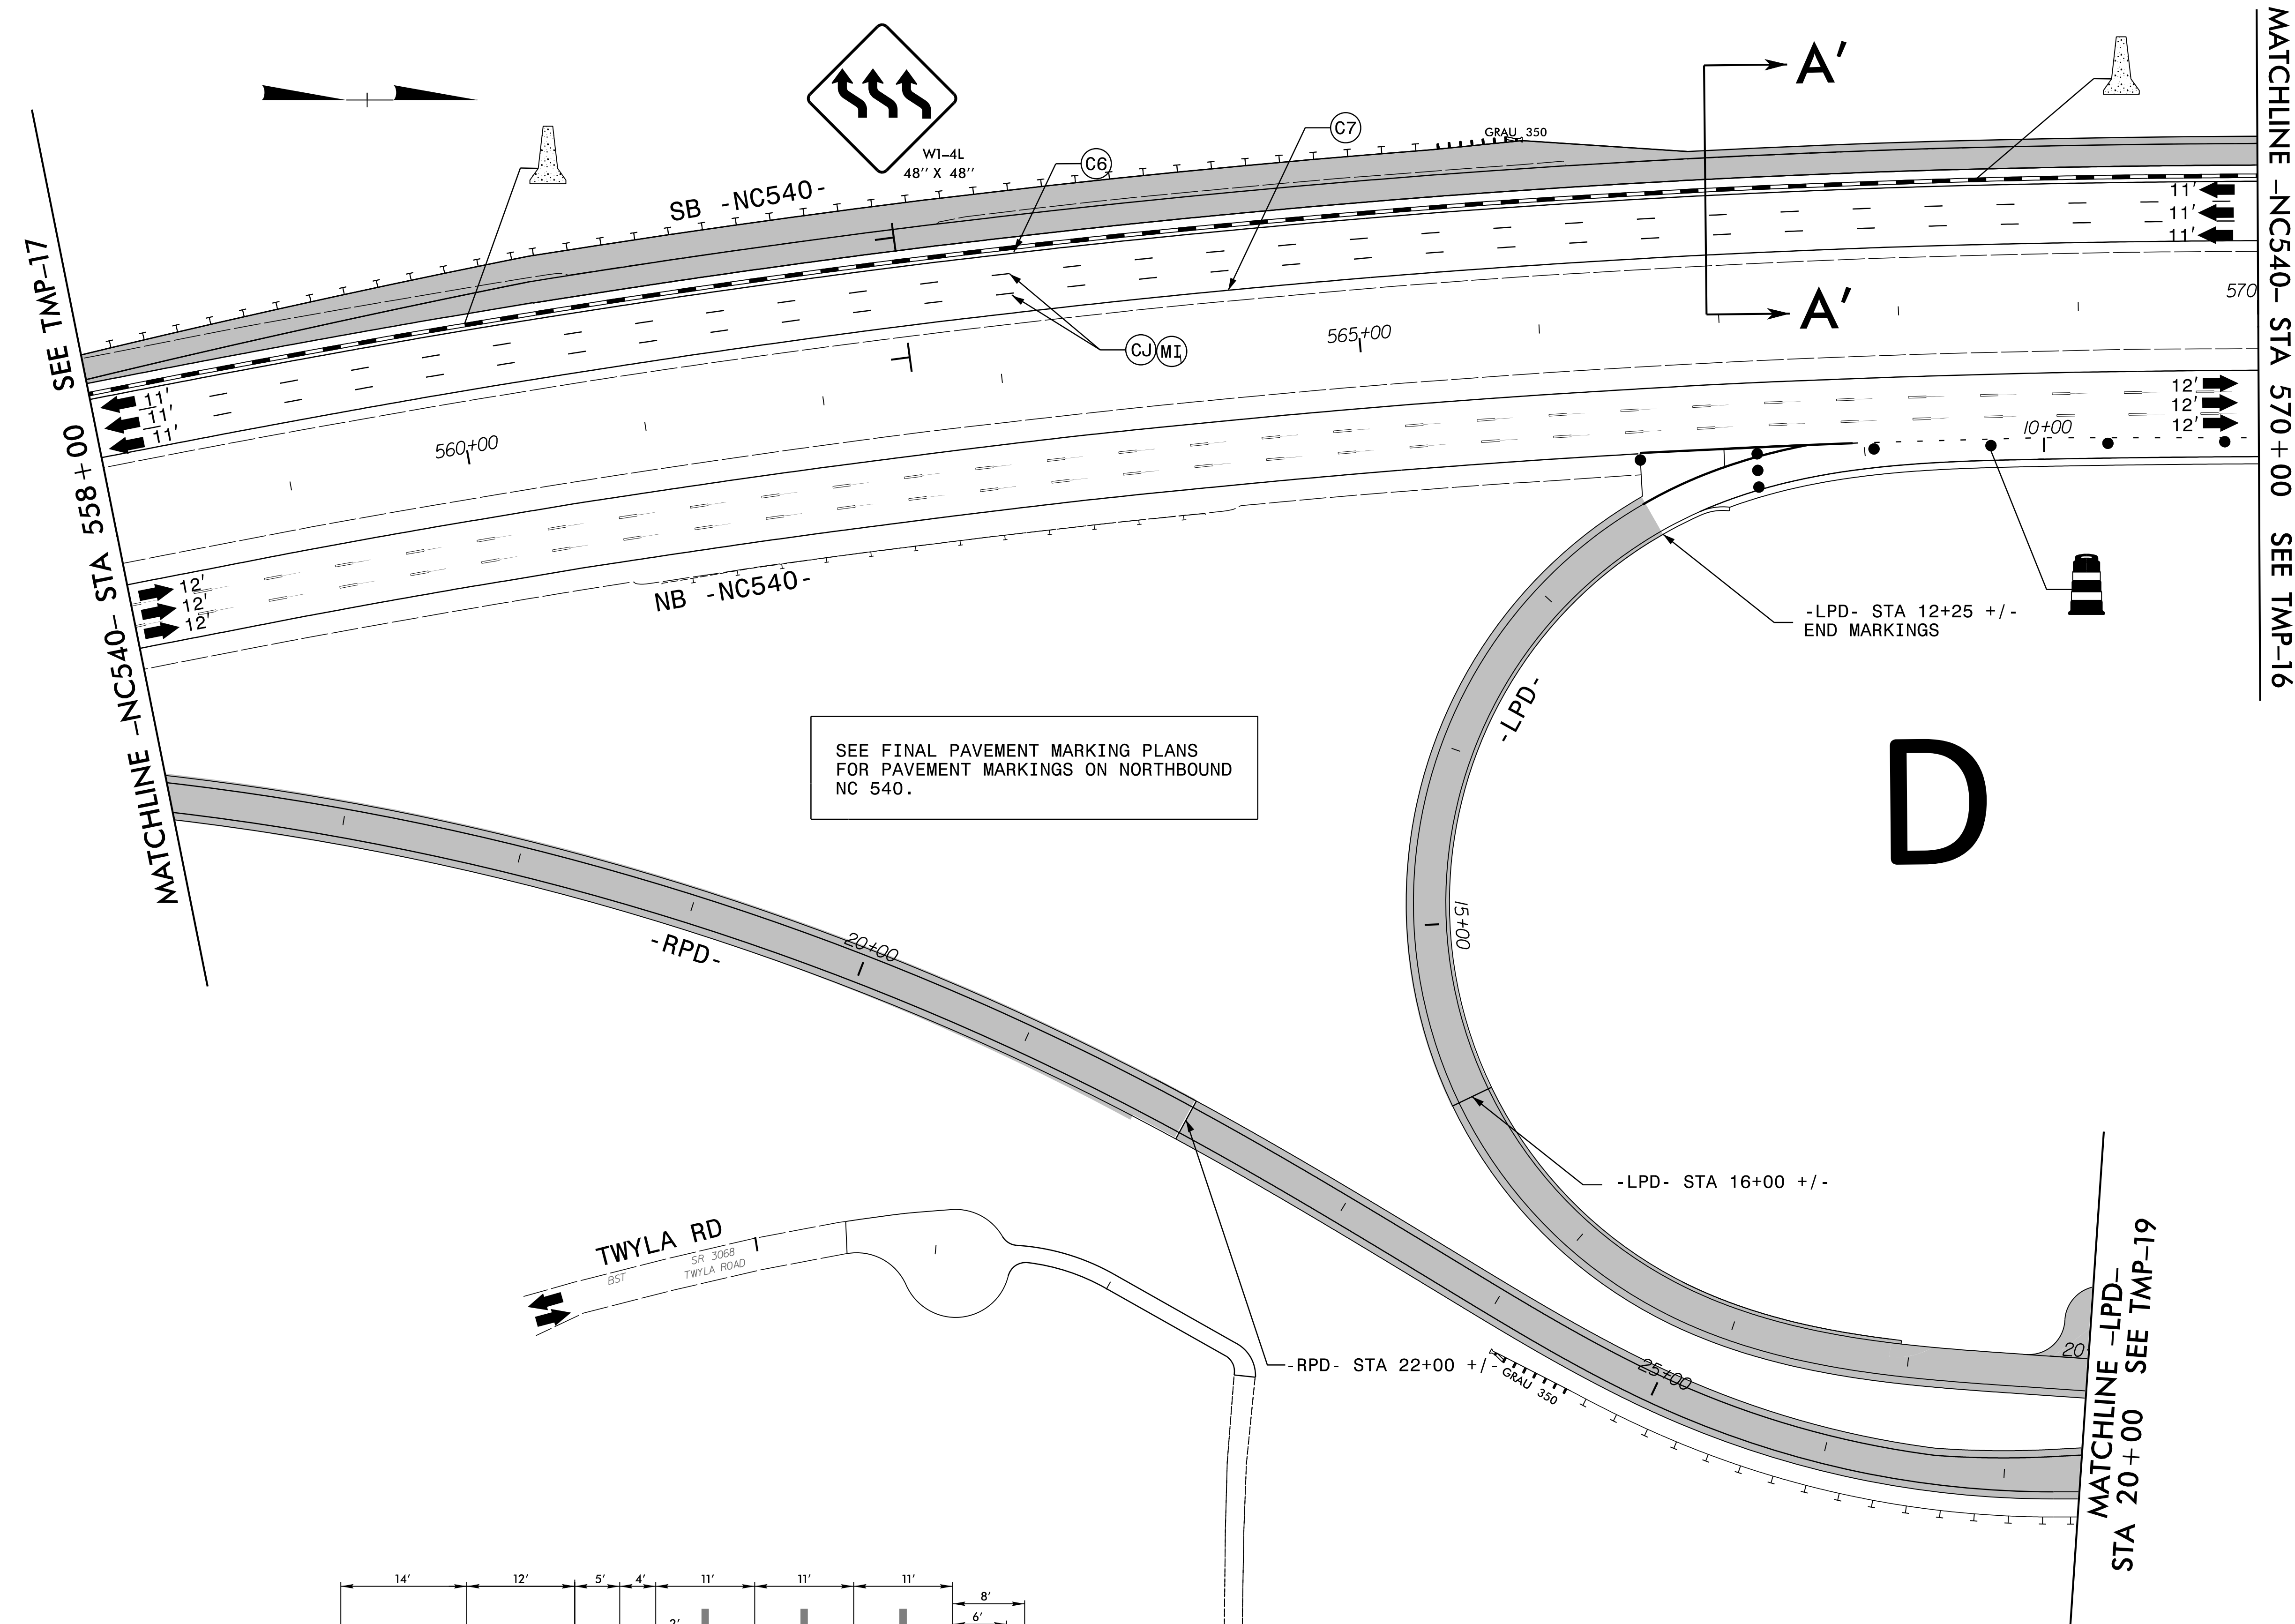 MATCHLINE -NC540- STA 558+00 SEE TMP-17
MATCHLINE -NC540- STA 570+00 SEE TMP-16
W1-4L
48'' X 48''
SB -NC540-
C6
C7
GRAU 350
A'
A'
CJ
MI
11'
11'
11'
11'
11'
11'
560+00
565+00
570
12'
12'
12'
12'
12'
12'
10+00
NB -NC540-
-LPD- STA 12+25 +/-
END MARKINGS
-LPD-
SEE FINAL PAVEMENT MARKING PLANS
FOR PAVEMENT MARKINGS ON NORTHBOUND
NC 540.
D
15+00
20+00
-RPD-
-LPD- STA 16+00 +/-
TWYLA RD
SR 3068
BST
TWYLA ROAD
-RPD- STA 22+00 +/-
GRAU 350
25+00
20
MATCHLINE -LPD-
STA 20+00 SEE TMP-19
14'
12'
5'
4'
11'
11'
11'
8'
6'
2'